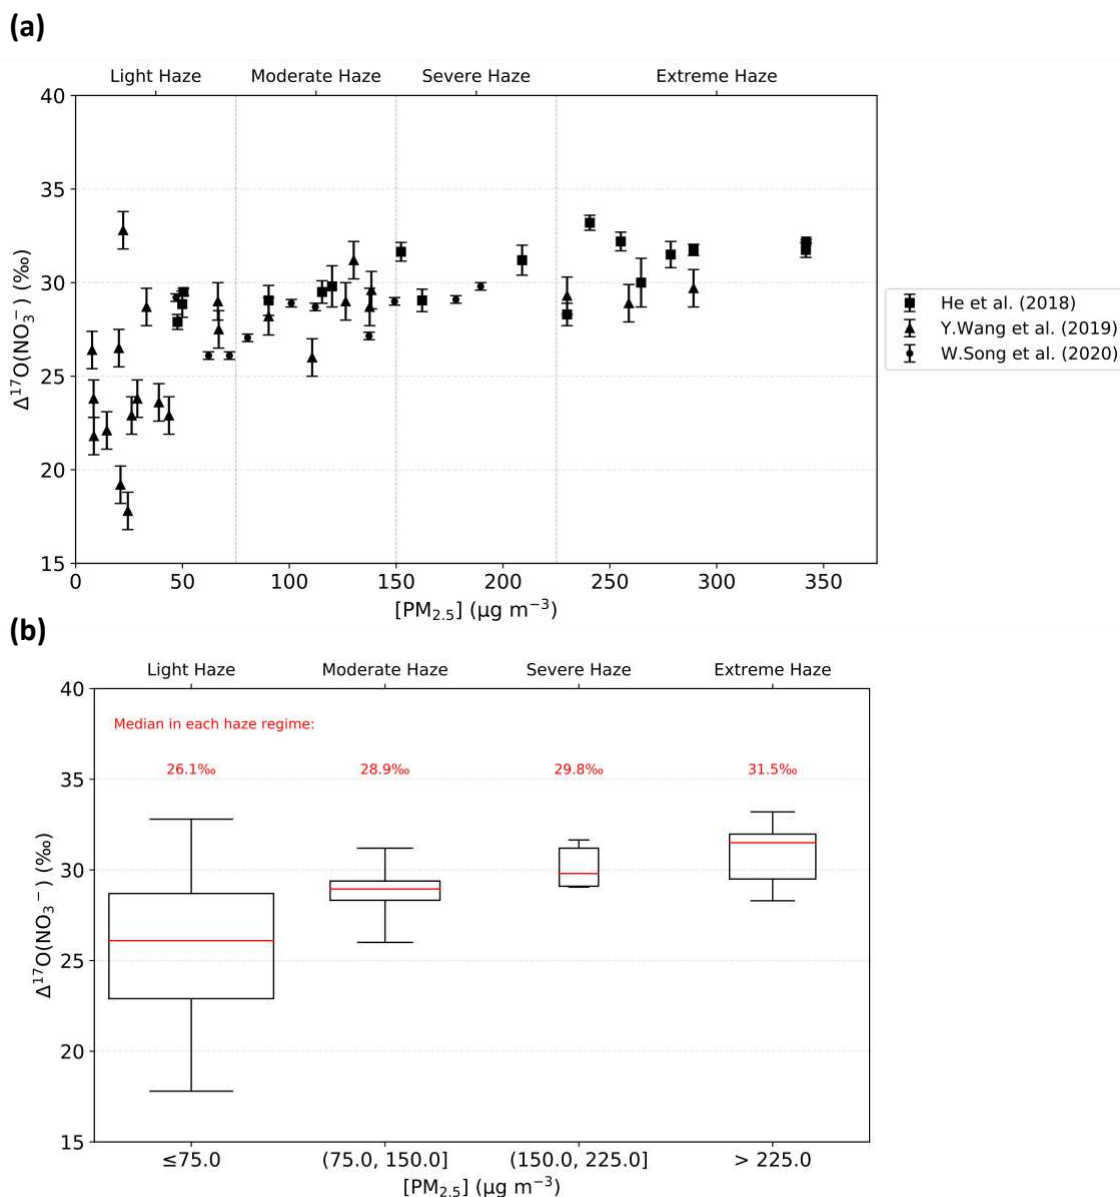 (a)
Light Haze Moderate Haze Severe Haze Extreme Haze
40
35
30
25
20
15
Δ¹⁷O(NO₃⁻) (‰)
0 50 100 150 200 250 300 350
[PM₂.₅] (μg m⁻³)
He et al. (2018)
Y.Wang et al. (2019)
W.Song et al. (2020)
(b)
Light Haze Moderate Haze Severe Haze Extreme Haze
40
35
30
25
20
15
Δ¹⁷O(NO₃⁻) (‰)
Median in each haze regime:
26.1‰ 28.9‰ 29.8‰ 31.5‰
≤75.0 (75.0, 150.0] (150.0, 225.0] > 225.0
[PM₂.₅] (μg m⁻³)